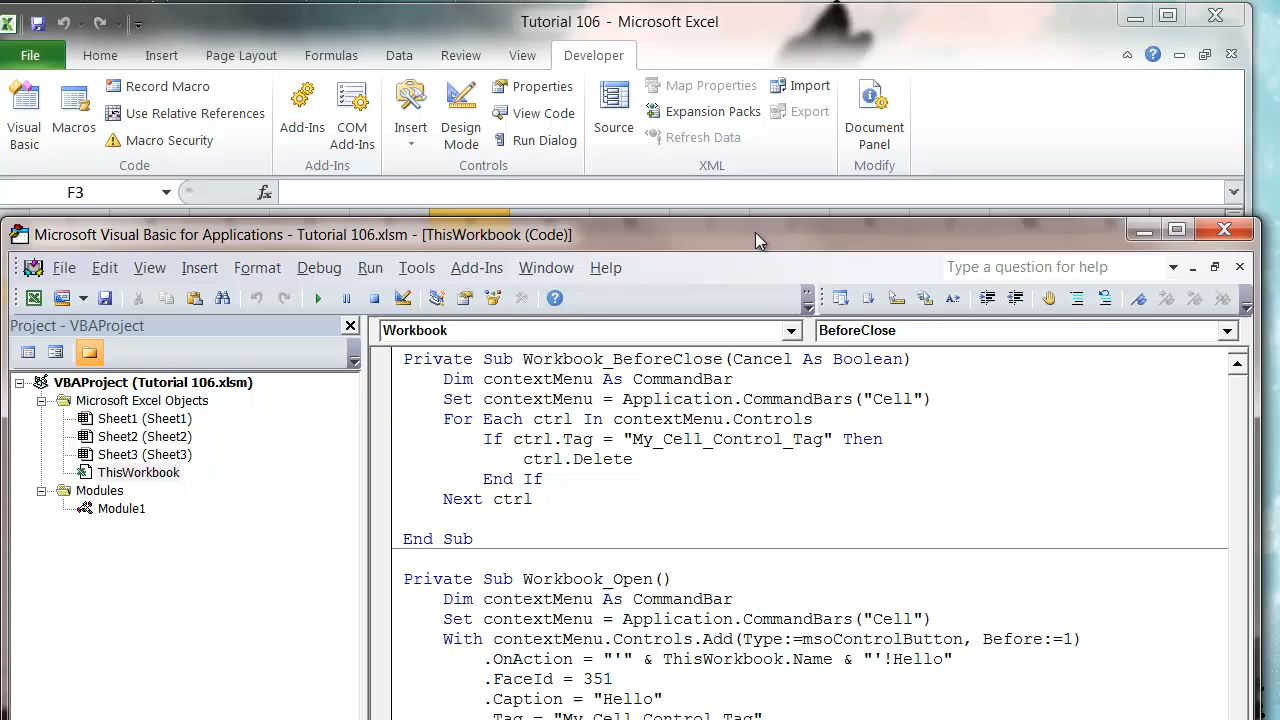 Tutorial 106 - Microsoft Excel
File Home Insert Page Layout Formulas Data Review View Developer
Visual Basic
Macros
Record Macro
Use Relative References
Macro Security
Code
Add-Ins
COM Add-Ins
Add-Ins
Insert
Design Mode
Properties
View Code
Run Dialog
Controls
Source
Map Properties
Expansion Packs
Refresh Data
Import
Export
XML
Document Panel
Modify
F3
fx
Microsoft Visual Basic for Applications - Tutorial 106.xlsm - [ThisWorkbook (Code)]
File Edit View Insert Format Debug Run Tools Add-Ins Window Help
Type a question for help
Project - VBAProject
VBAProject (Tutorial 106.xlsm)
Microsoft Excel Objects
Sheet1 (Sheet1)
Sheet2 (Sheet2)
Sheet3 (Sheet3)
ThisWorkbook
Modules
Module1
Workbook
BeforeClose
Private Sub Workbook_BeforeClose(Cancel As Boolean)
Dim contextMenu As CommandBar
Set contextMenu = Application.CommandBars("Cell")
For Each ctrl In contextMenu.Controls
If ctrl.Tag = "My_Cell_Control_Tag" Then
ctrl.Delete
End If
Next ctrl
End Sub
Private Sub Workbook_Open()
Dim contextMenu As CommandBar
Set contextMenu = Application.CommandBars("Cell")
With contextMenu.Controls.Add(Type:=msoControlButton, Before:=1)
.OnAction = "'" & ThisWorkbook.Name & "'!Hello"
.FaceId = 351
.Caption = "Hello"
.Tag = "My_Cell_Control_Tag"